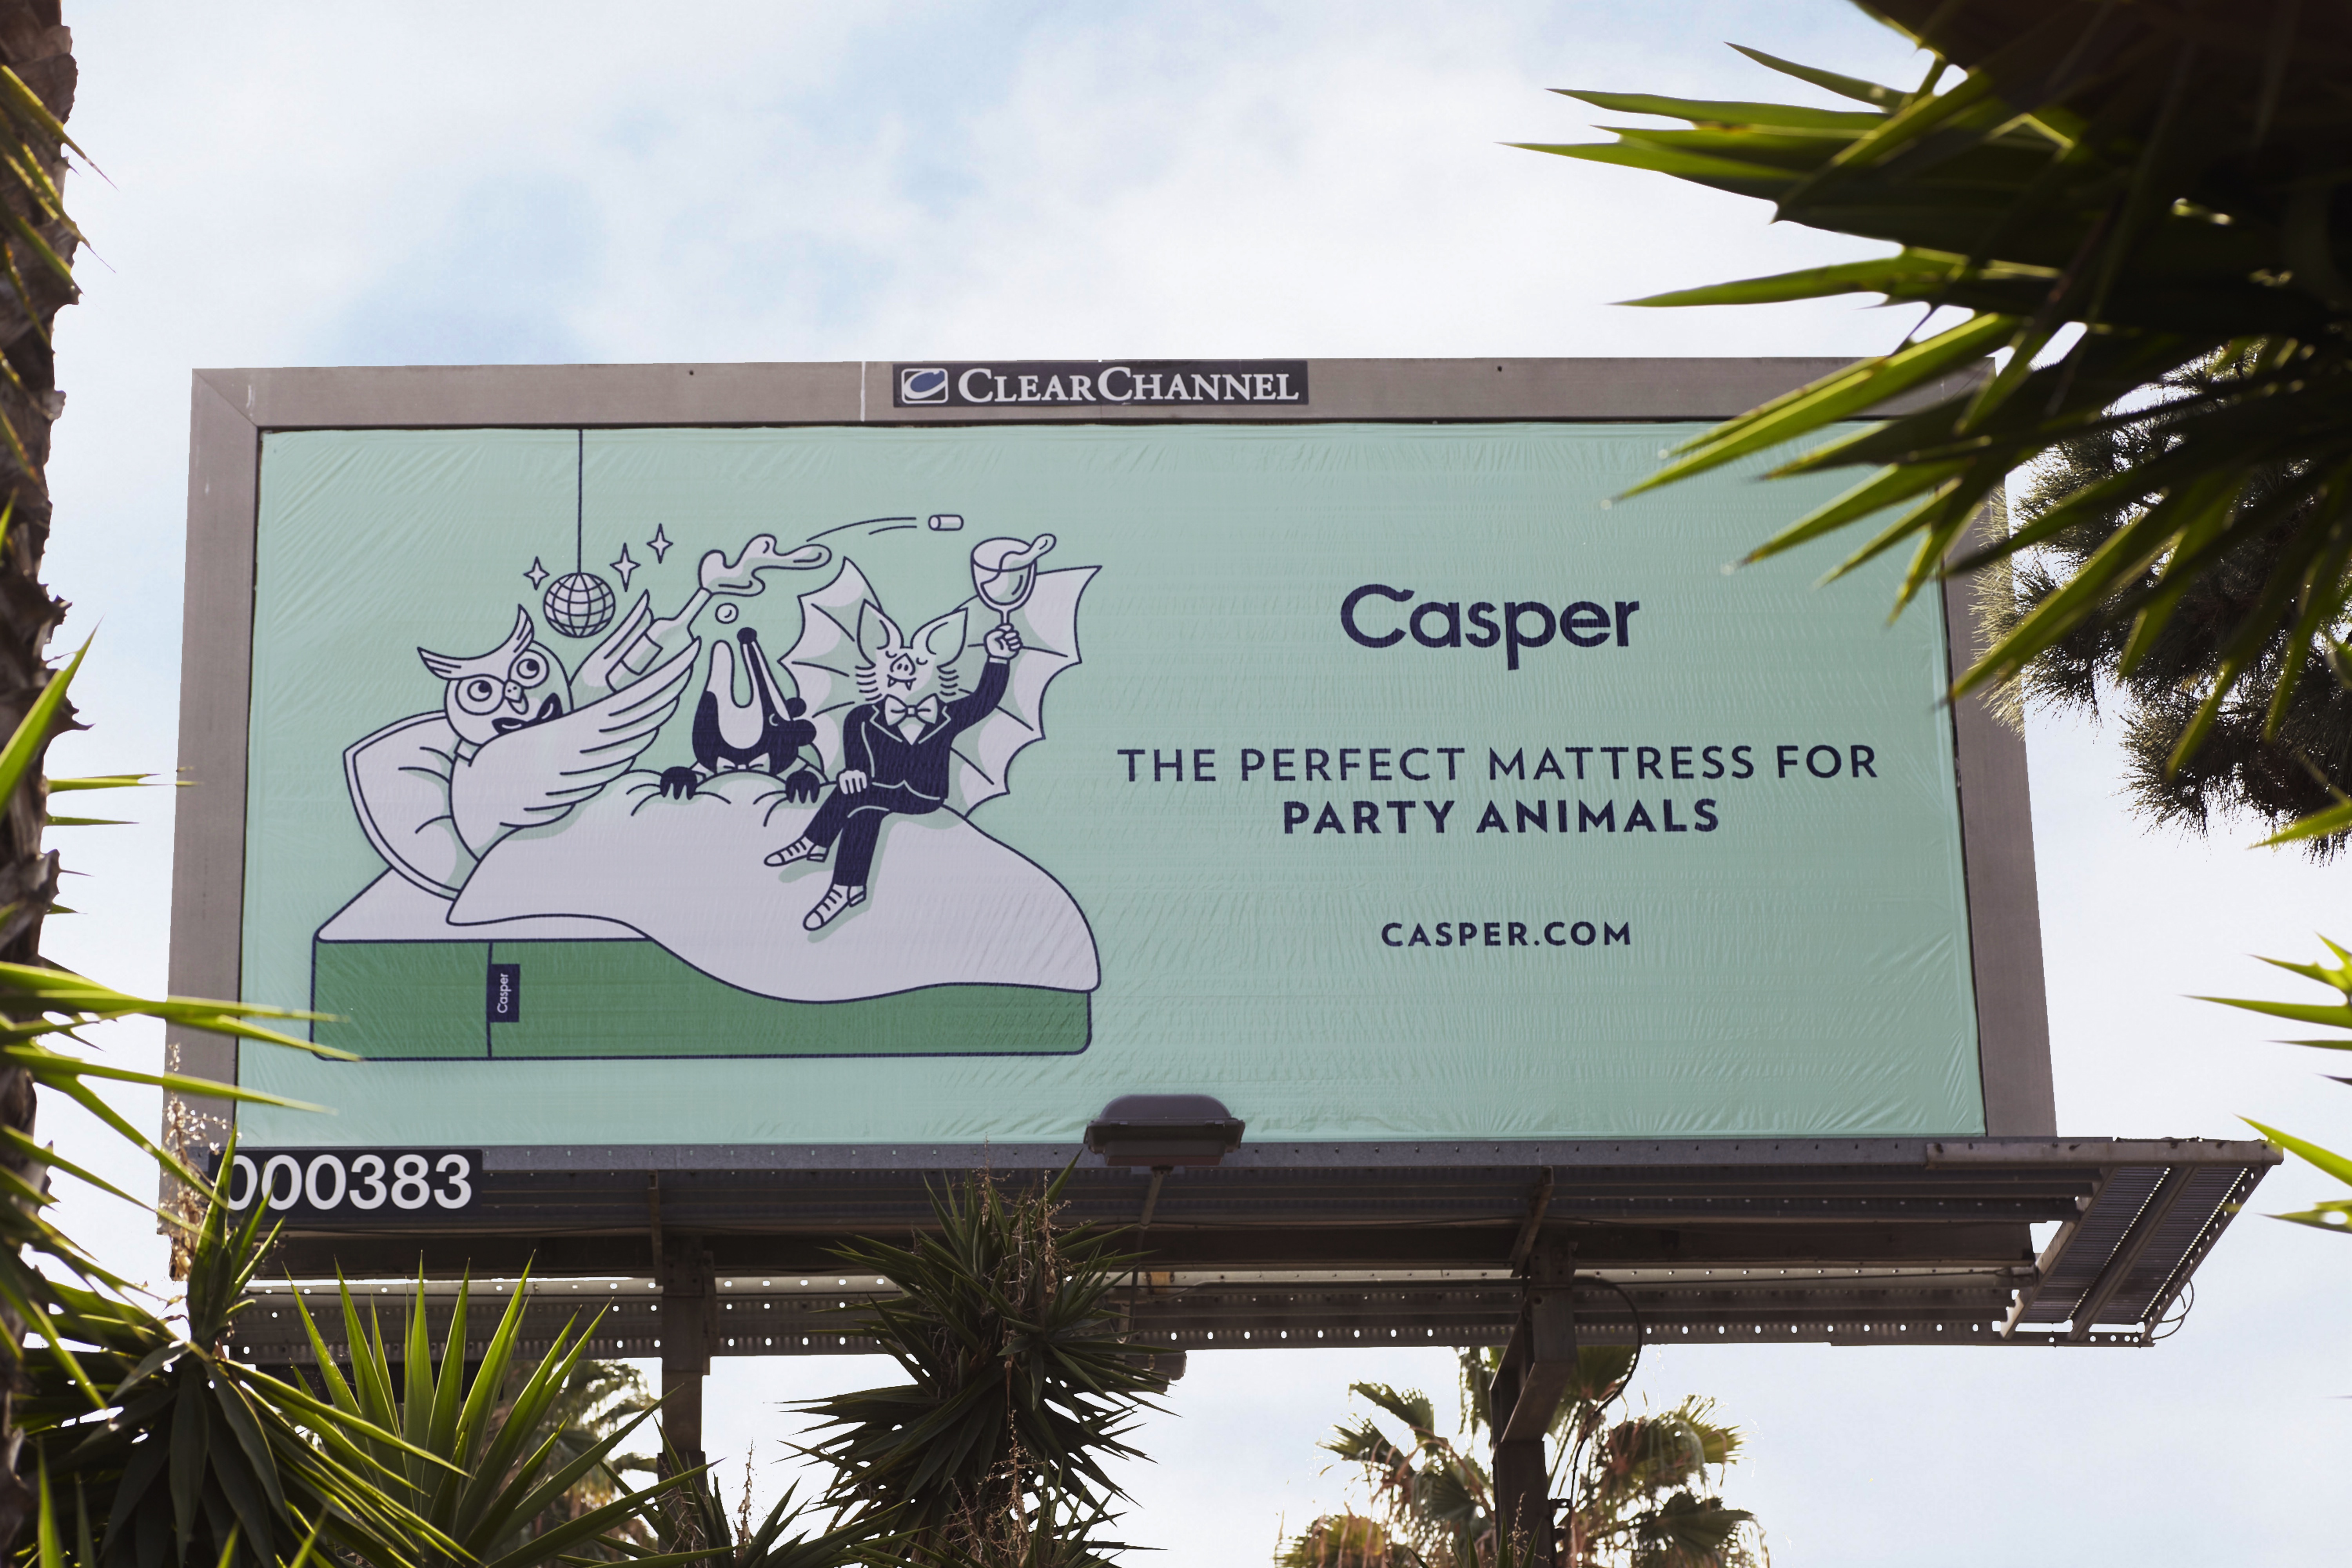 CLEARCHANNEL
Casper
THE PERFECT MATTRESS FOR
PARTY ANIMALS
CASPER.COM
Casper
000383